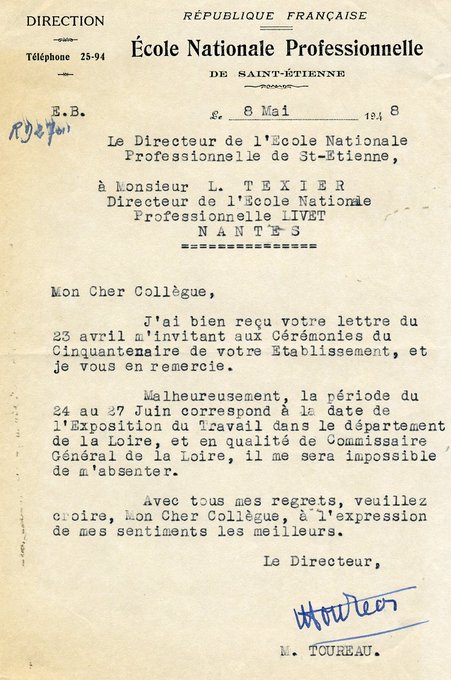 DIRECTION
Téléphone 25-94
RÉPUBLIQUE FRANÇAISE
École Nationale Professionnelle
DE SAINT-ÉTIENNE
E.B.
Le 8 Mai 1948
Le Directeur de l'Ecole Nationale
Professionnelle de St-Etienne,
à Monsieur L. TEXIER
Directeur de l'Ecole Nationale
Professionnelle LIVET
NANTES
Mon Cher Collègue,
J'ai bien reçu votre lettre du
23 avril m'invitant aux Cérémonies du
Cinquantenaire de votre Etablissement, et
je vous en remercie.
Malheureusement, la période du
24 au 27 Juin correspond à la date de
l'Exposition du Travail dans le département
de la Loire, et en qualité de Commissaire
Général de la Loire, il me sera impossible
de m'absenter.
Avec tous mes regrets, veuillez
croire, Mon Cher Collègue, à l'expression
de mes sentiments les meilleurs.
Le Directeur,
M. TOUREAU.